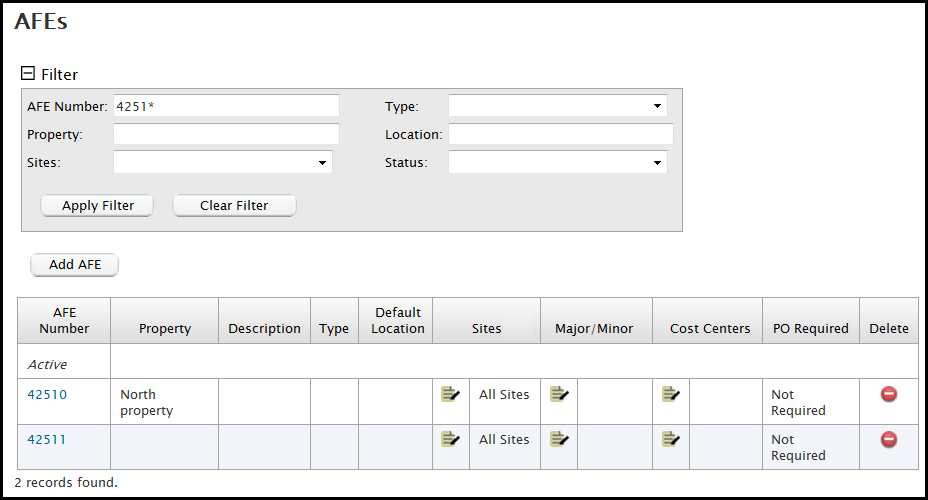 AFEs
Filter
AFE Number: 4251* Type:
Property: Location:
Sites: Status:
Apply Filter Clear Filter
Add AFE
AFE Number Property Description Type Default Location Sites Major/Minor Cost Centers PO Required Delete
Active
42510 North property All Sites Not Required
42511 All Sites Not Required
2 records found.